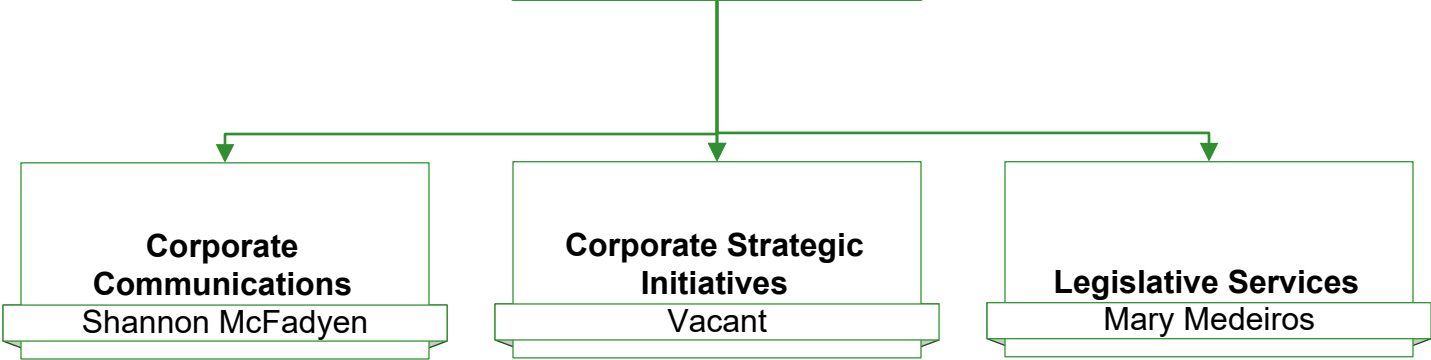 Corporate
Communications
Shannon McFadyen
Corporate Strategic
Initiatives
Vacant
Legislative Services
Mary Medeiros